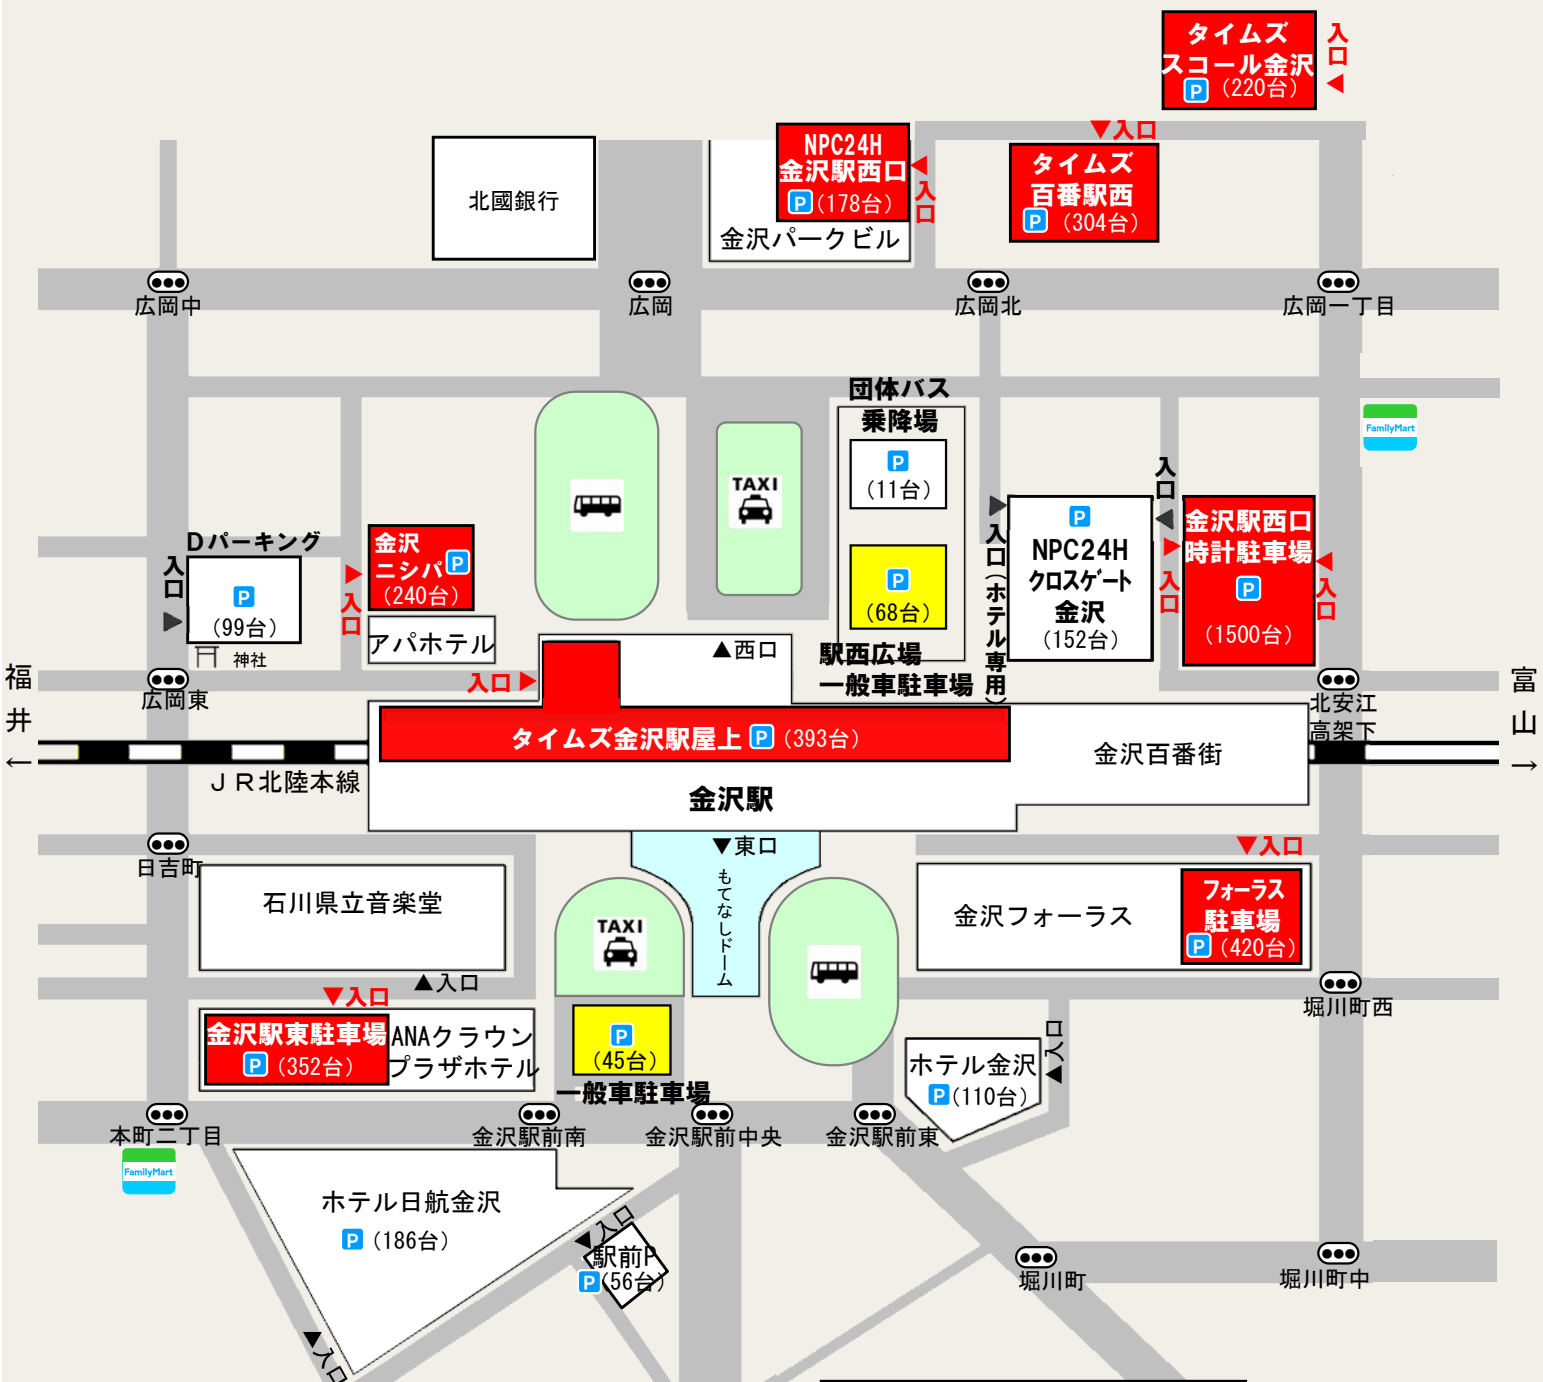 タイムズ
スコール金沢
P (220台)
入口
入口
NPC24H
金沢駅西口
P (178台)
入口
タイムズ
百番駅西
P (304台)
北國銀行
金沢パークビル
広岡中
広岡
広岡北
広岡一丁目
団体バス
乗降場
P
(11台)
FamilyMart
TAXI
入口
Dパーキング
入口
P
(99台)
神社
金沢
ニシパ P
(240台)
入口
アパホテル
P
(68台)
駅西広場
一般車駐車場
入口(ホテル専用)
P
NPC24H
クロスゲート
金沢
(152台)
入口
金沢駅西口
時計駐車場
P
(1500台)
入口
▲西口
福井
←
広岡東
入口
北安江
高架下
富山
→
タイムズ金沢駅屋上 P (393台)
金沢百番街
JR北陸本線
金沢駅
▼東口
もてなしドーム
日吉町
石川県立音楽堂
TAXI
入口
金沢フォーラス
フォーラス
駐車場
P (420台)
▲入口
▼入口
堀川町西
金沢駅東駐車場
P (352台)
ANAクラウン
プラザホテル
P
(45台)
一般車駐車場
ホテル金沢
P (110台)
入口
本町二丁目
金沢駅前南
金沢駅前中央
金沢駅前東
FamilyMart
ホテル日航金沢
P (186台)
入口
駅前P
P (56台)
堀川町
堀川町中
入口